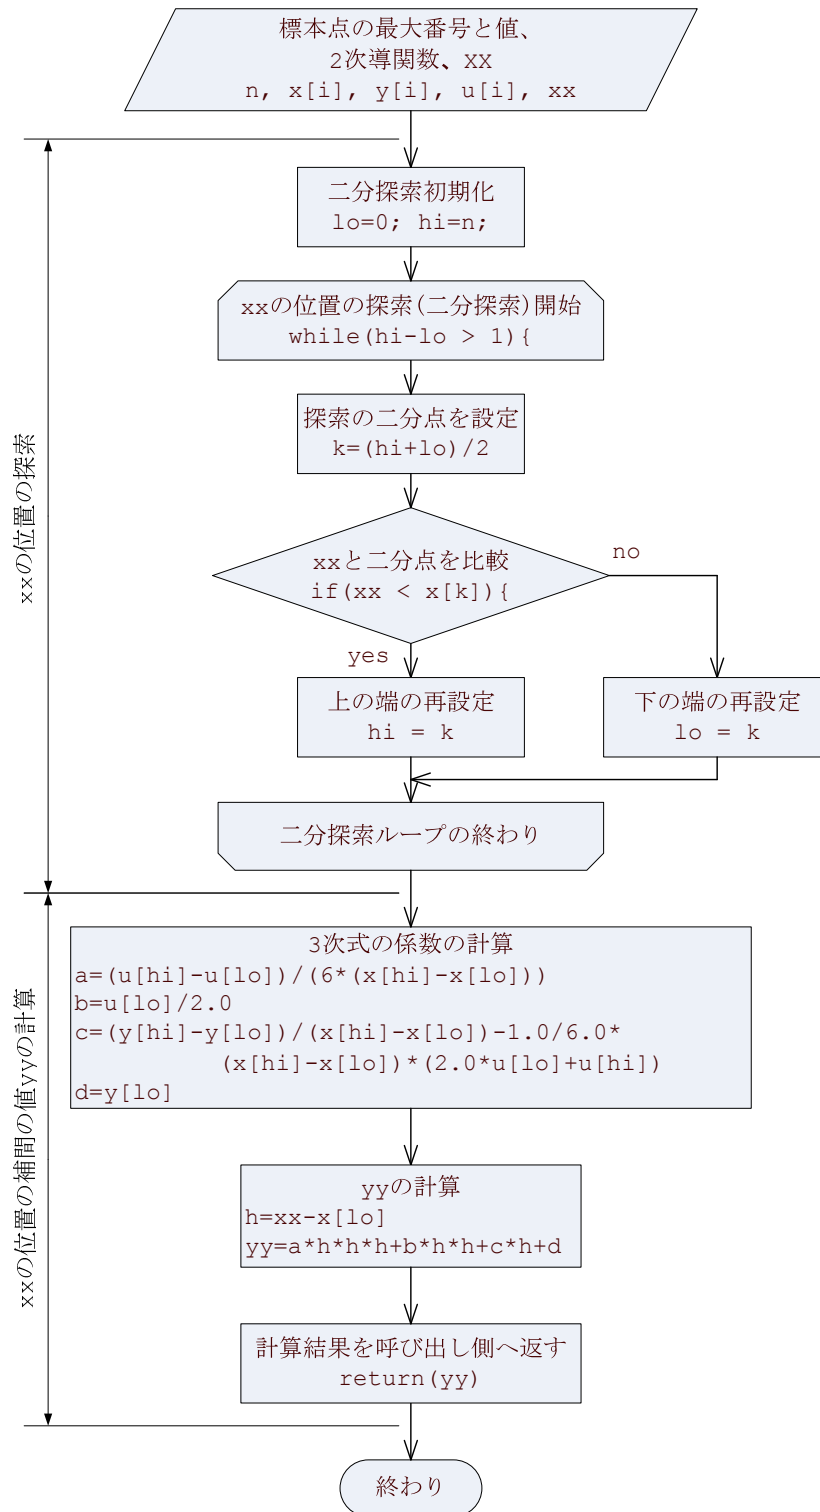 標本点の最大番号と値、
2次導関数、XX
n, x[i], y[i], u[i], xx
二分探索初期化
lo=0; hi=n;
xxの位置の探索(二分探索)開始
while(hi-lo > 1){
探索の二分点を設定
k=(hi+lo)/2
xxの位置の探索
xxと二分点を比較
if(xx < x[k]){
no
yes
上の端の再設定
hi = k
下の端の再設定
lo = k
二分探索ループの終わり
3次式の係数の計算
a=(u[hi]-u[lo])/(6*(x[hi]-x[lo]))
b=u[lo]/2.0
c=(y[hi]-y[lo])/(x[hi]-x[lo])-1.0/6.0*
(x[hi]-x[lo])*(2.0*u[lo]+u[hi])
d=y[lo]
xxの位置の補間の値yyの計算
yyの計算
h=xx-x[lo]
yy=a*h*h*h+b*h*h+c*h+d
計算結果を呼び出し側へ返す
return(yy)
終わり